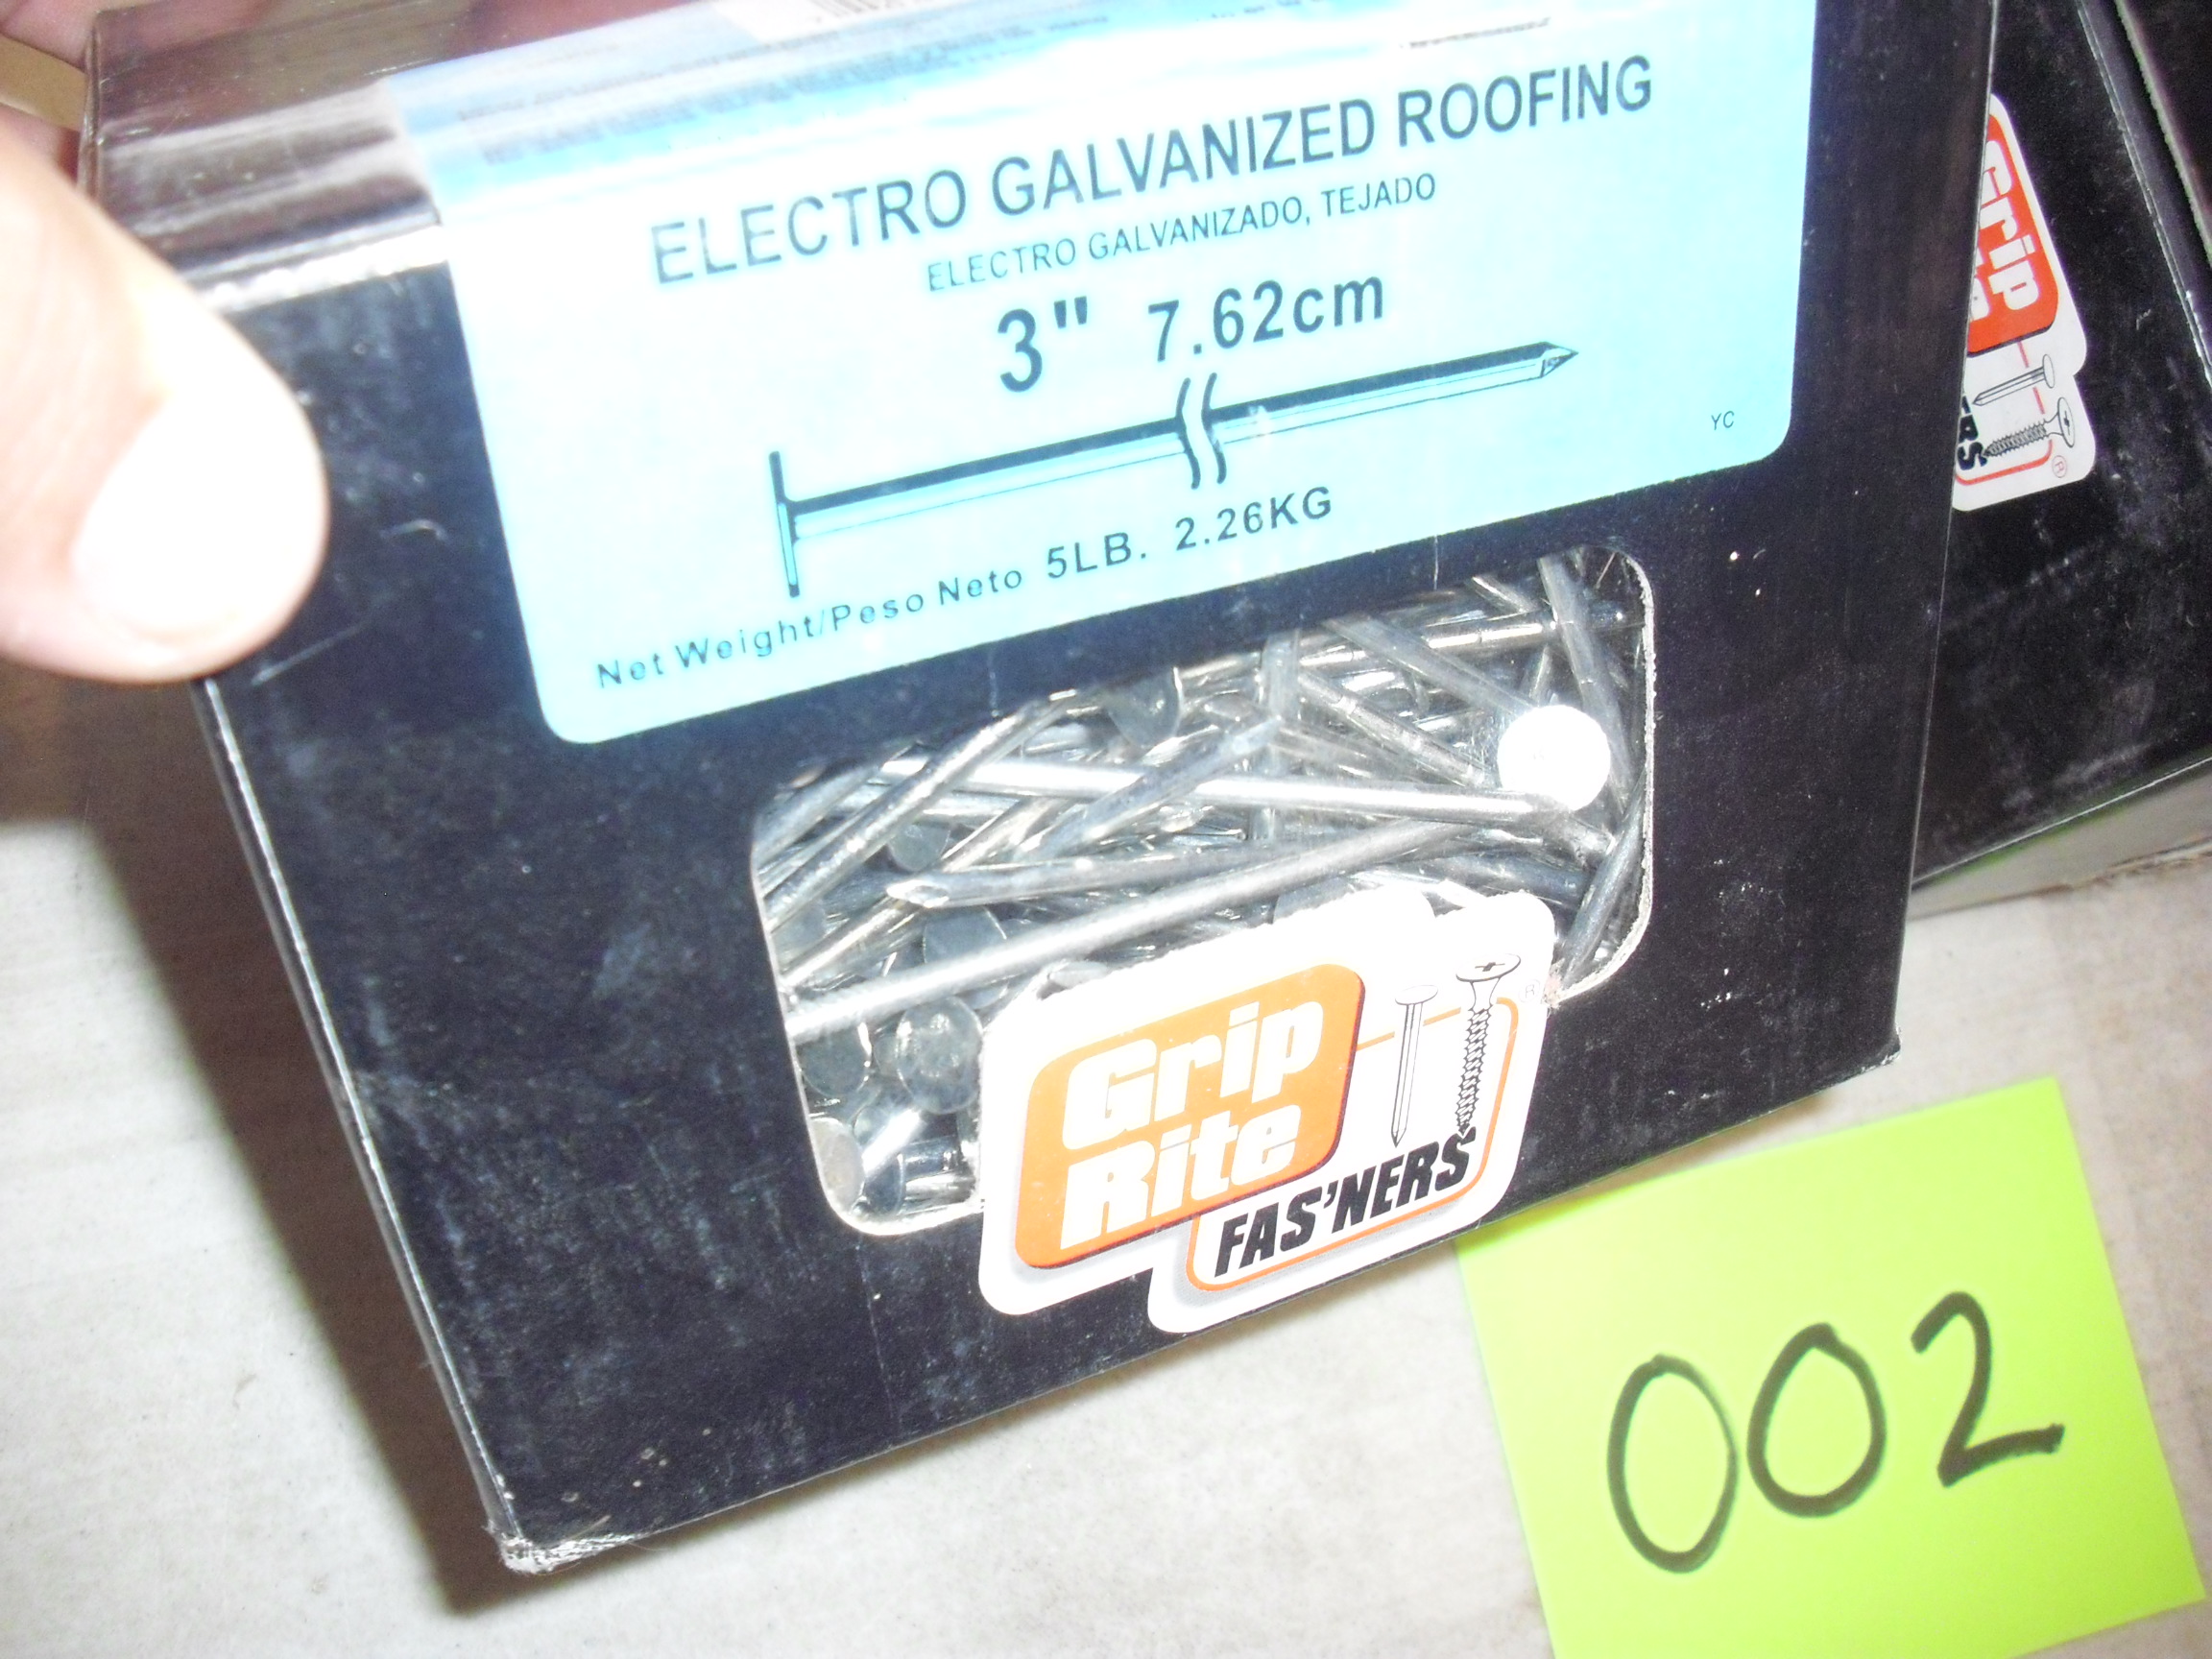 ELECTRO GALVANIZED ROOFING
ELECTRO GALVANIZADO, TEJADO
3" 7.62cm
YC
Net Weight/Peso Neto 5LB. 2.26KG
Grip
Rite
FAS'NERS
®
Grip
®
002